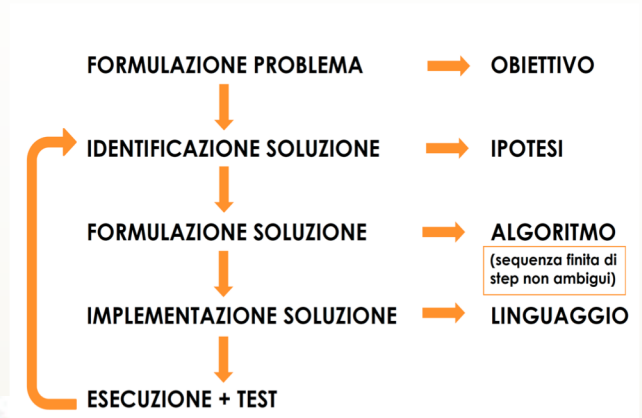 FORMULAZIONE PROBLEMA
OBIETTIVO
IDENTIFICAZIONE SOLUZIONE
IPOTESI
FORMULAZIONE SOLUZIONE
ALGORITMO
(sequenza finita di
step non ambigui)
IMPLEMENTAZIONE SOLUZIONE
LINGUAGGIO
ESECUZIONE + TEST